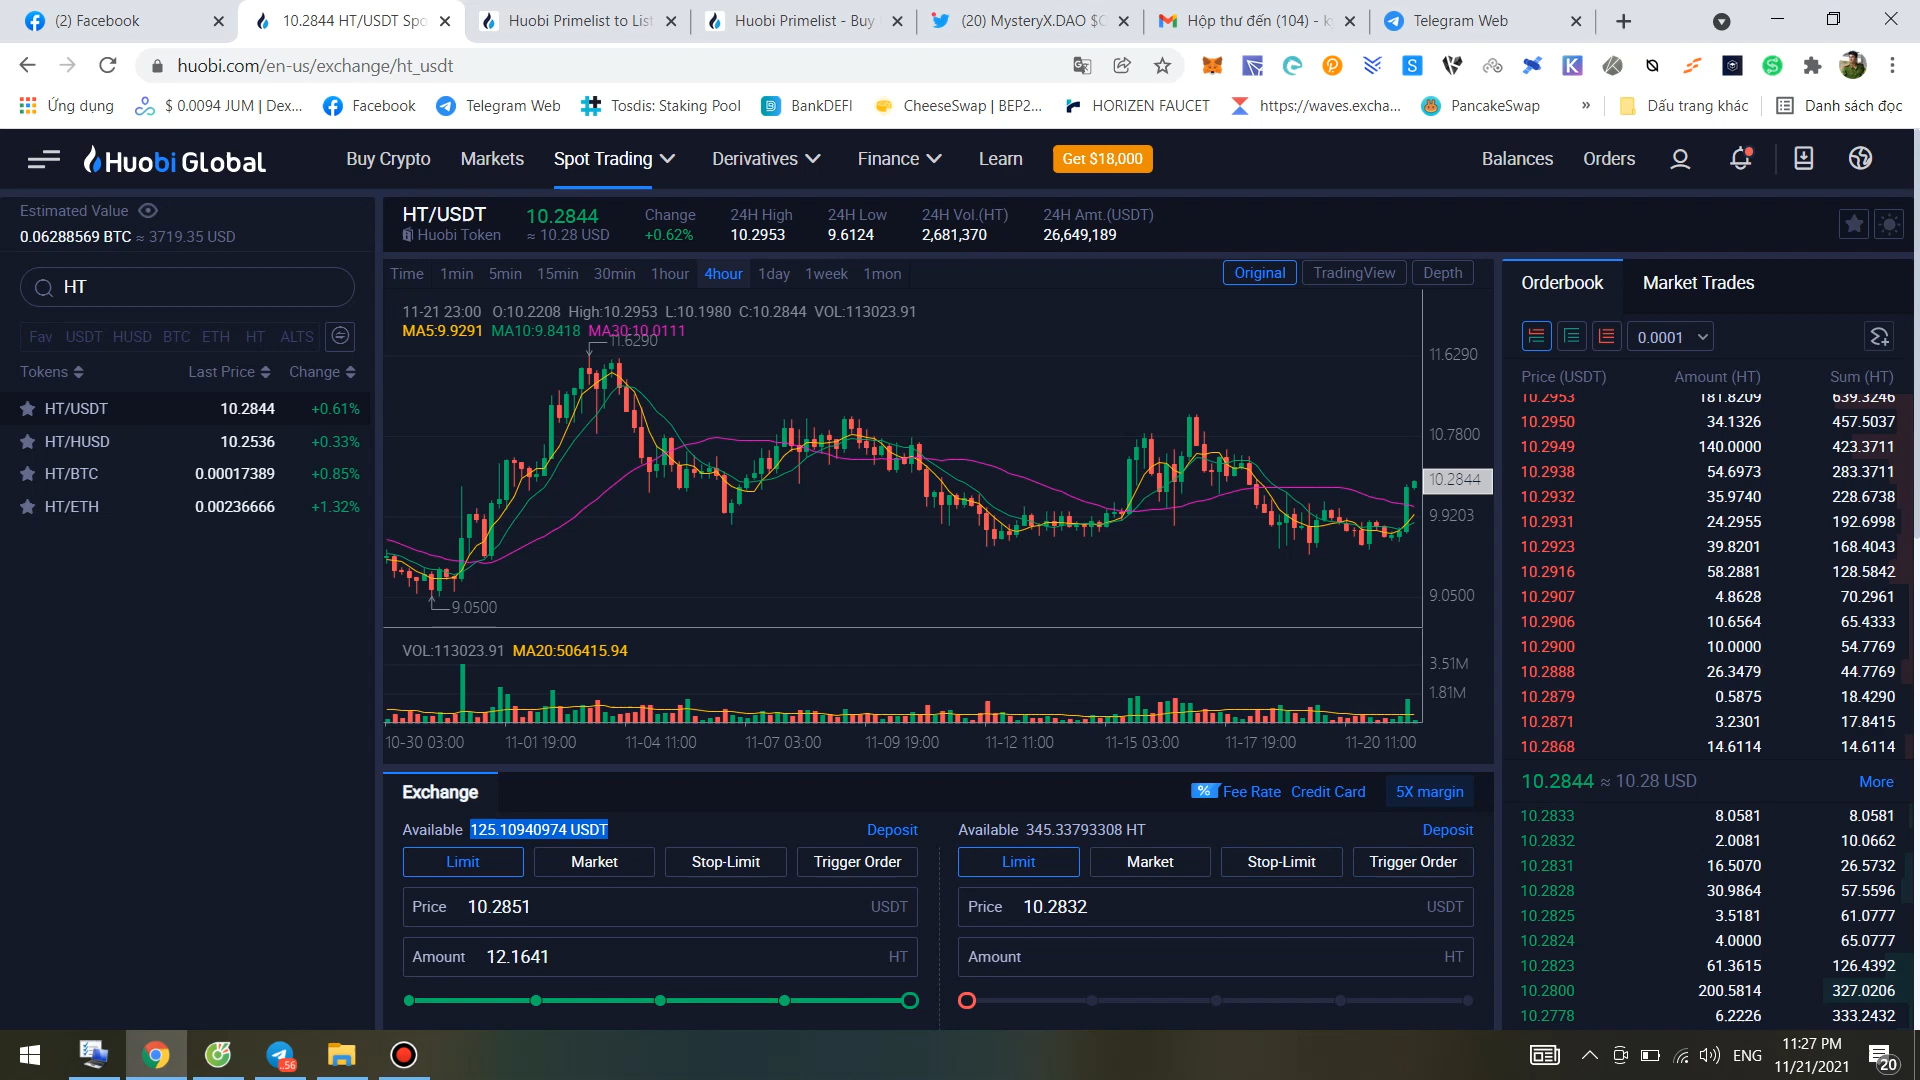 (2) Facebook
10.2844 HT/USDT Spo
Huobi Primelist to List
Huobi Primelist - Buy
(20) MysteryX.DAO $C
Hộp thư đến (104) - k
Telegram Web
huobi.com/en-us/exchange/ht_usdt
Ứng dụng
$ 0.0094 JUM | Dex...
Facebook
Telegram Web
Tosdis: Staking Pool
BankDEFI
CheeseSwap | BEP2...
HORIZEN FAUCET
https://waves.excha...
PancakeSwap
»
Dấu trang khác
Danh sách đọc
Huobi Global
Buy Crypto
Markets
Spot Trading
Derivatives
Finance
Learn
Get $18,000
Balances
Orders
Estimated Value
0.06288569 BTC ≈ 3719.35 USD
HT
Fav USDT HUSD BTC ETH HT ALTS
Tokens Last Price Change
HT/USDT 10.2844 +0.61%
HT/HUSD 10.2536 +0.33%
HT/BTC 0.00017389 +0.85%
HT/ETH 0.00236666 +1.32%
HT/USDT 10.2844 Change 24H High 24H Low 24H Vol.(HT) 24H Amt.(USDT)
Huobi Token ≈ 10.28 USD +0.62% 10.2953 9.6124 2,681,370 26,649,189
Time 1min 5min 15min 30min 1hour 4hour 1day 1week 1mon
Original TradingView Depth
11-21 23:00 O:10.2208 High:10.2953 L:10.1980 C:10.2844 VOL:113023.91
MA5:9.9291 MA10:9.8418 MA30:10.0111
11.6290
11.6290
10.7800
10.2844
9.9203
9.0500
9.0500
VOL:113023.91 MA20:506415.94
3.51M
1.81M
10-30 03:00 11-01 19:00 11-04 11:00 11-07 03:00 11-09 19:00 11-12 11:00 11-15 03:00 11-17 19:00 11-20 11:00
Exchange
% Fee Rate Credit Card 5X margin
Available 125.10940974 USDT Deposit
Limit Market Stop-Limit Trigger Order
Price 10.2851 USDT
Amount 12.1641 HT
Available 345.33793308 HT Deposit
Limit Market Stop-Limit Trigger Order
Price 10.2832 USDT
Amount HT
Orderbook Market Trades
0.0001
Price (USDT) Amount (HT) Sum (HT)
10.2953 181.8209 639.3246
10.2950 34.1326 457.5037
10.2949 140.0000 423.3711
10.2938 54.6973 283.3711
10.2932 35.9740 228.6738
10.2931 24.2955 192.6998
10.2923 39.8201 168.4043
10.2916 58.2881 128.5842
10.2907 4.8628 70.2961
10.2906 10.6564 65.4333
10.2900 10.0000 54.7769
10.2888 26.3479 44.7769
10.2879 0.5875 18.4290
10.2871 3.2301 17.8415
10.2868 14.6114 14.6114
10.2844 ≈ 10.28 USD More
10.2833 8.0581 8.0581
10.2832 2.0081 10.0662
10.2831 16.5070 26.5732
10.2828 30.9864 57.5596
10.2825 3.5181 61.0777
10.2824 4.0000 65.0777
10.2823 61.3615 126.4392
10.2800 200.5814 327.0206
10.2778 6.2226 333.2432
56
ENG
11:27 PM
11/21/2021
20